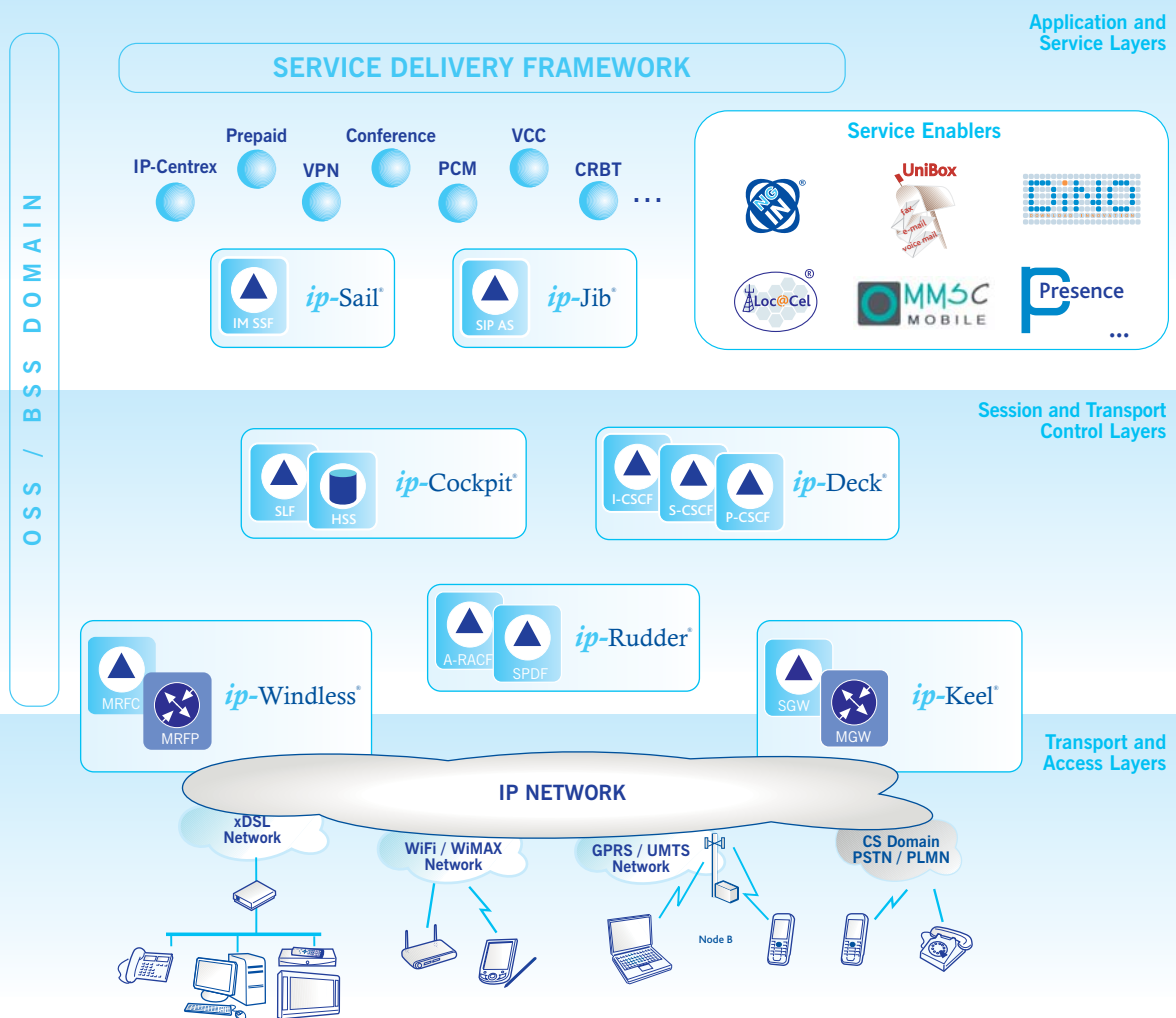 Application and
Service Layers
SERVICE DELIVERY FRAMEWORK
OSS / BSS DOMAIN
IP-Centrex
Prepaid
VPN
Conference
PCM
VCC
CRBT
...
Service Enablers
NG
IN
®
UniBox
fax
e-mail
voice mail
DiNO
Loc@Cel
®
MMSC
MOBILE
Presence
...
IM SSF
ip-Sail®
SIP AS
ip-Jib®
Session and Transport
Control Layers
SLF
HSS
ip-Cockpit®
I-CSCF
S-CSCF
P-CSCF
ip-Deck®
A-RACF
SPDF
ip-Rudder®
MRFC
MRFP
ip-Windless®
SGW
MGW
ip-Keel®
Transport and
Access Layers
IP NETWORK
xDSL
Network
WiFi / WiMAX
Network
GPRS / UMTS
Network
CS Domain
PSTN / PLMN
Node B